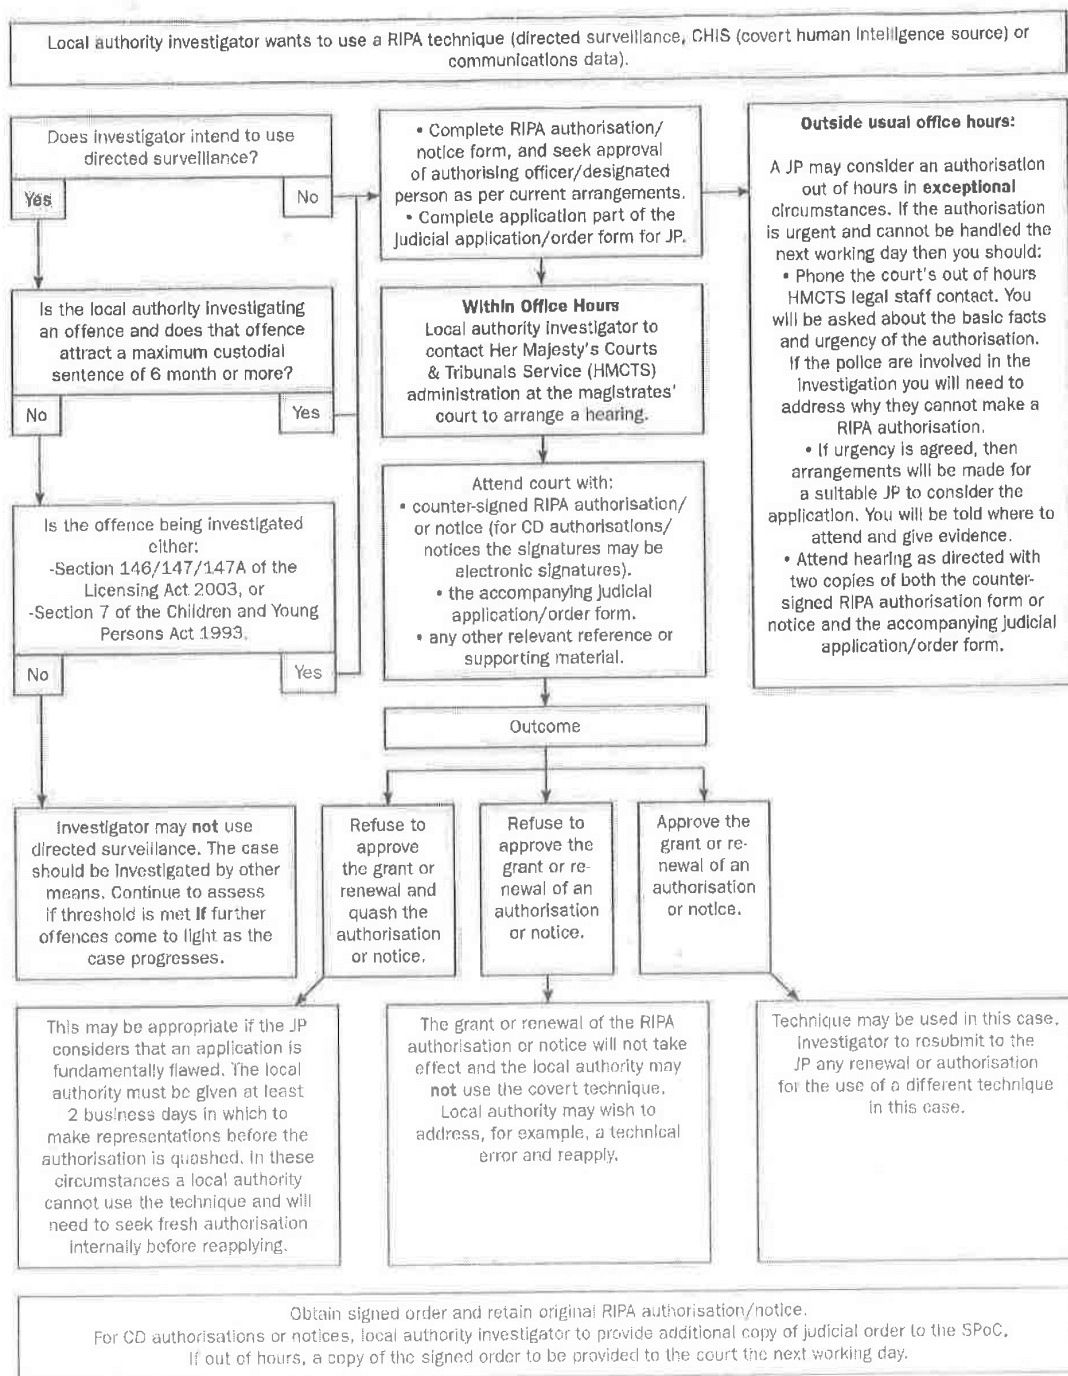 Local authority investigator wants to use a RIPA technique (directed surveillance, CHIS (covert human intelligence source) or
communications data).
Does investigator intend to use
directed surveillance?
Yes
No
Is the local authority investigating
an offence and does that offence
attract a maximum custodial
sentence of 6 month or more?
No
Yes
Is the offence being investigated
either:
-Section 146/147/147A of the
Licensing Act 2003, or
-Section 7 of the Children and Young
Persons Act 1993.
No
Yes
Investigator may not use
directed surveillance. The case
should be investigated by other
means. Continue to assess
if threshold is met if further
offences come to light as the
case progresses.
• Complete RIPA authorisation/
notice form, and seek approval
of authorising officer/designated
person as per current arrangements.
• Complete application part of the
judicial application/order form for JP.
Within Office Hours
Local authority investigator to
contact Her Majesty's Courts
& Tribunals Service (HMCTS)
administration at the magistrates'
court to arrange a hearing.
Attend court with:
• counter-signed RIPA authorisation/
or notice (for CD authorisations/
notices the signatures may be
electronic signatures).
• the accompanying judicial
application/order form.
• any other relevant reference or
supporting material.
Outside usual office hours:
A JP may consider an authorisation
out of hours in exceptional
circumstances. If the authorisation
is urgent and cannot be handled the
next working day then you should:
• Phone the court's out of hours
HMCTS legal staff contact. You
will be asked about the basic facts
and urgency of the authorisation.
If the police are involved in the
investigation you will need to
address why they cannot make a
RIPA authorisation.
• If urgency is agreed, then
arrangements will be made for
a suitable JP to consider the
application. You will be told where to
attend and give evidence.
• Attend hearing as directed with
two copies of both the counter-
signed RIPA authorisation form or
notice and the accompanying judicial
application/order form.
Outcome
Refuse to
approve
the grant or
renewal and
quash the
authorisation
or notice.
Refuse to
approve the
grant or re-
newal of an
authorisation
or notice.
Approve the
grant or re-
newal of an
authorisation
or notice.
This may be appropriate if the JP
considers that an application is
fundamentally flawed. The local
authority must be given at least
2 business days in which to
make representations before the
authorisation is quashed. In these
circumstances a local authority
cannot use the technique and will
need to seek fresh authorisation
internally before reapplying.
The grant or renewal of the RIPA
authorisation or notice will not take
effect and the local authority may
not use the covert technique.
Local authority may wish to
address, for example, a technical
error and reapply.
Technique may be used in this case.
Investigator to resubmit to the
JP any renewal or authorisation
for the use of a different technique
in this case.
Obtain signed order and retain original RIPA authorisation/notice.
For CD authorisations or notices, local authority investigator to provide additional copy of judicial order to the SPoC.
If out of hours, a copy of the signed order to be provided to the court the next working day.